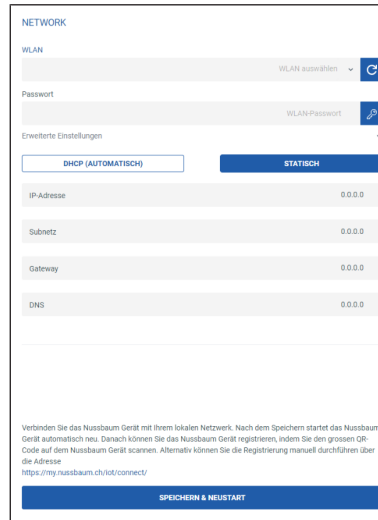 NETWORK
WLAN
WLAN auswählen
Passwort
WLAN-Passwort
Erweiterte Einstellungen
DHCP (AUTOMATISCH) STATISCH
IP-Adresse 0.0.0.0
Subnetz 0.0.0.0
Gateway 0.0.0.0
DNS 0.0.0.0
Verbinden Sie das Nussbaum Gerät mit Ihrem lokalen Netzwerk. Nach dem Speichern startet das Nussbaum
Gerät automatisch neu. Danach können Sie das Nussbaum Gerät registrieren, indem Sie den grossen QR-
Code auf dem Nussbaum Gerät scannen. Alternativ können Sie die Registrierung manuell durchführen über
die Adresse
https://my.nussbaum.ch/iot/connect/
SPEICHERN & NEUSTART